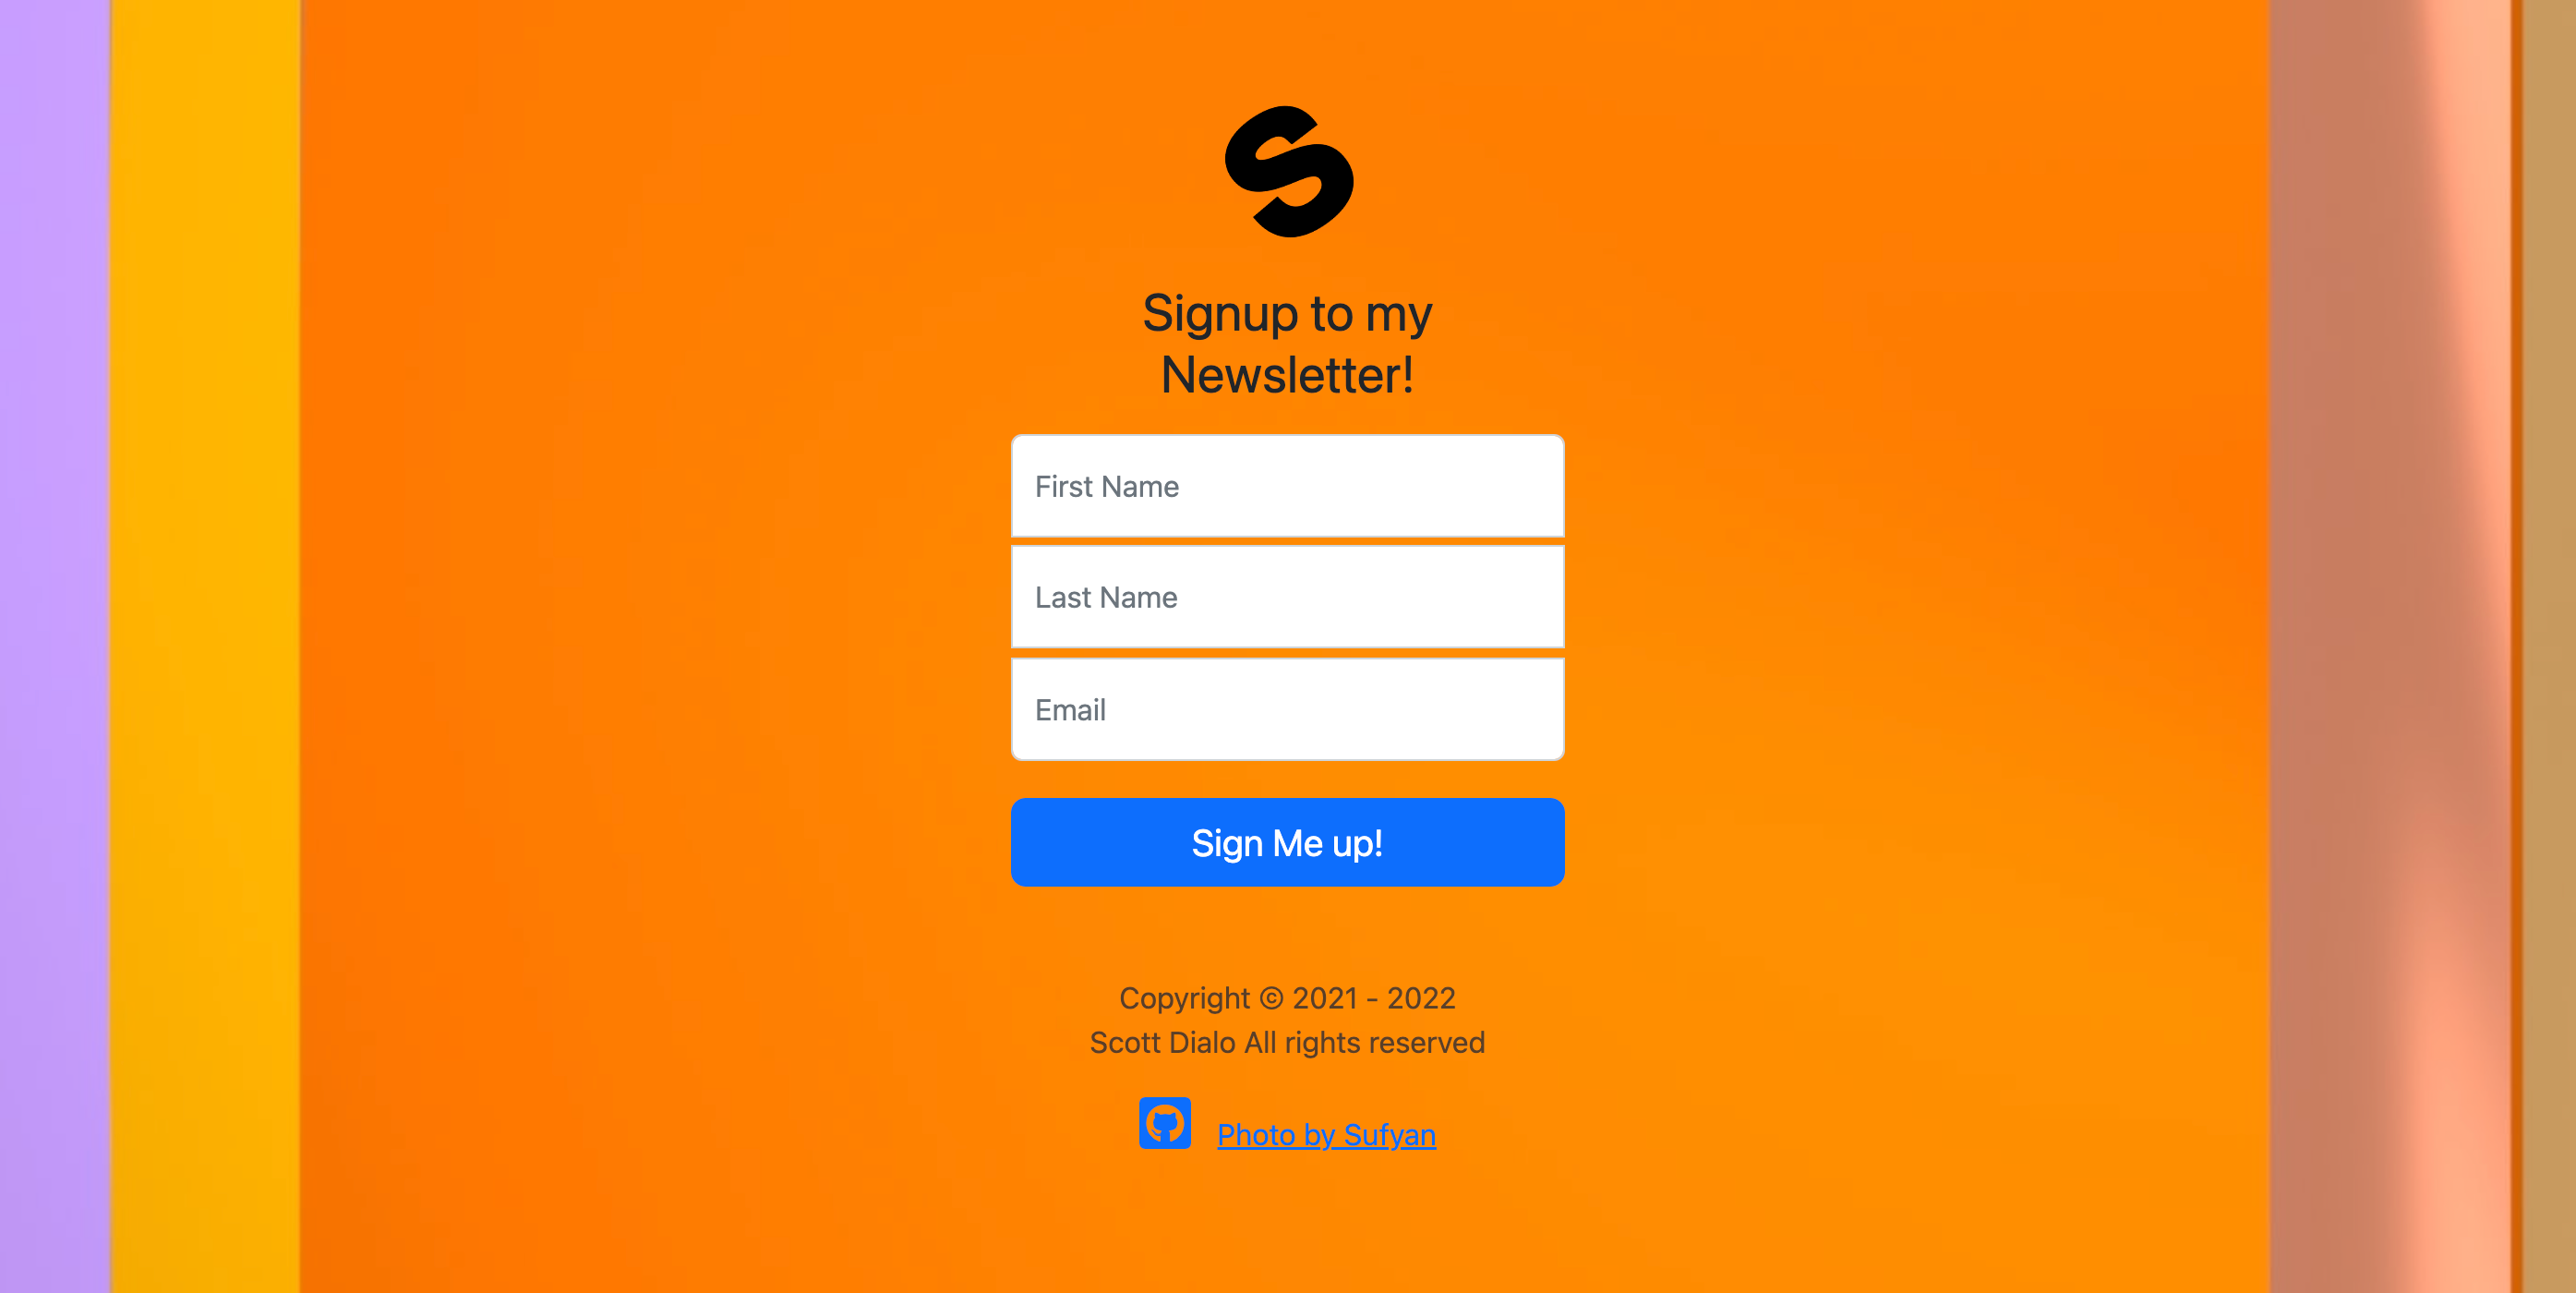 S
Signup to my
Newsletter!
First Name
Last Name
Email
Sign Me up!
Copyright © 2021 - 2022
Scott Dialo All rights reserved
Photo by Sufyan